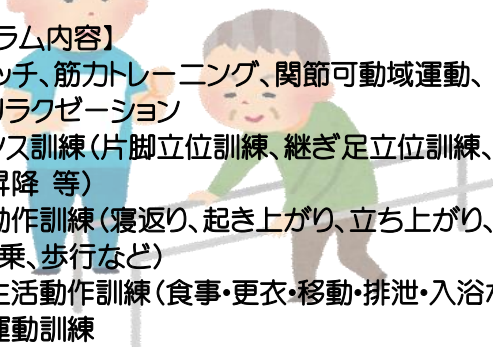 ラム内容】
ッチ、筋力トレーニング、関節可動域運動、
リラクゼーション
ンス訓練（片脚立位訓練、継ぎ足立位訓練、
昇降 等）
動作訓練（寝返り、起き上がり、立ち上がり、
乗、歩行など）
生活動作訓練（食事・更衣・移動・排泄・入浴
運動訓練